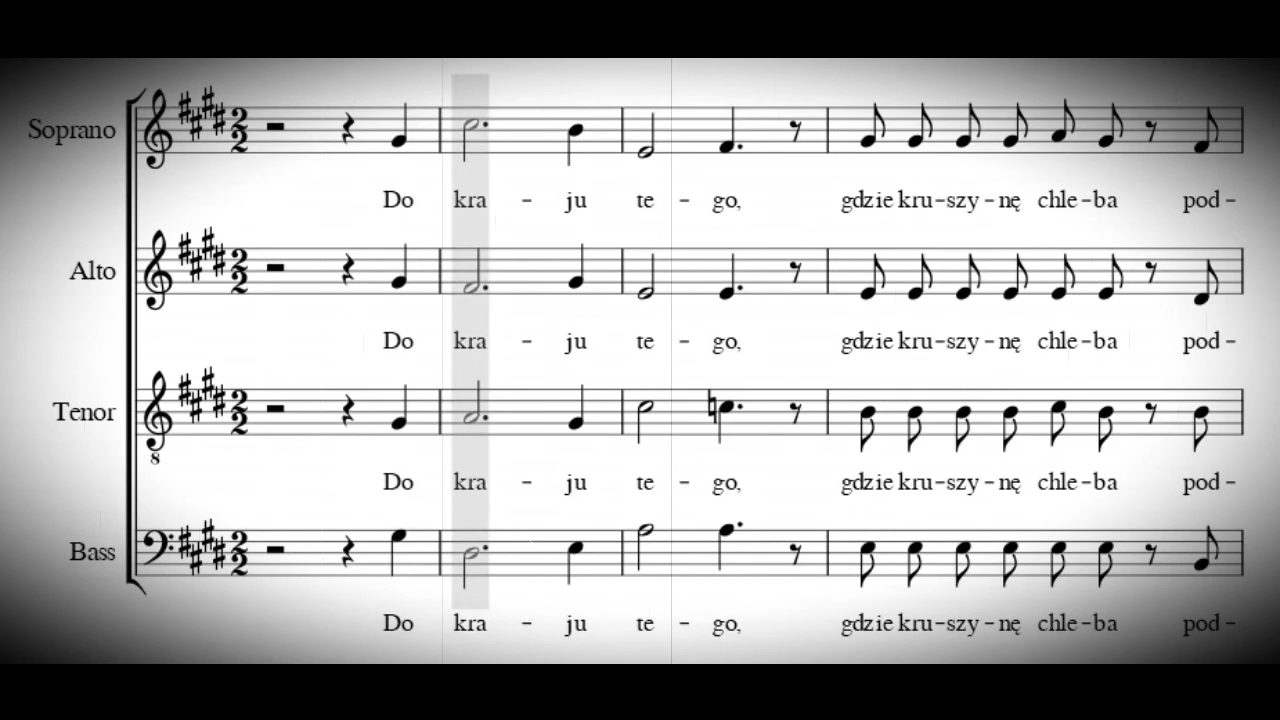 Soprano
Do kra - ju te - go, gdzie kru-szy-nę chle-ba pod-
Alto
Do kra - ju te - go, gdzie kru-szy-nę chle-ba pod-
Tenor
8
Do kra - ju te - go, gdzie kru-szy-nę chle-ba pod-
Bass
Do kra - ju te - go, gdzie kru-szy-nę chle-ba pod-